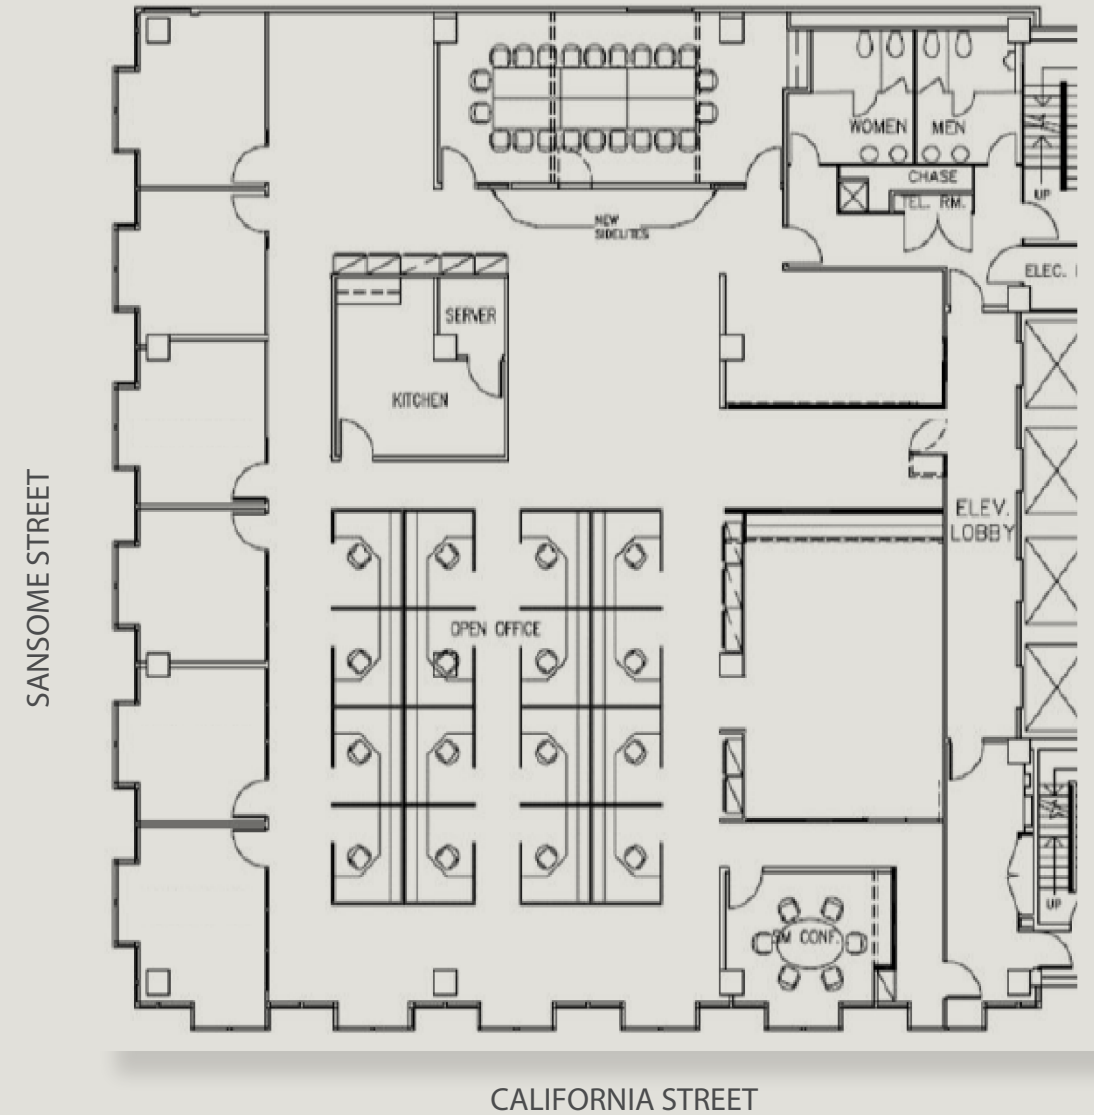 WOMEN
MEN
CHASE
TEL. RM.
UP
NEW
SIDELITES
ELEC.
SERVER
KITCHEN
ELEV.
LOBBY
OPEN OFFICE
SANSOME STREET
UP
SM CONF.
CALIFORNIA STREET